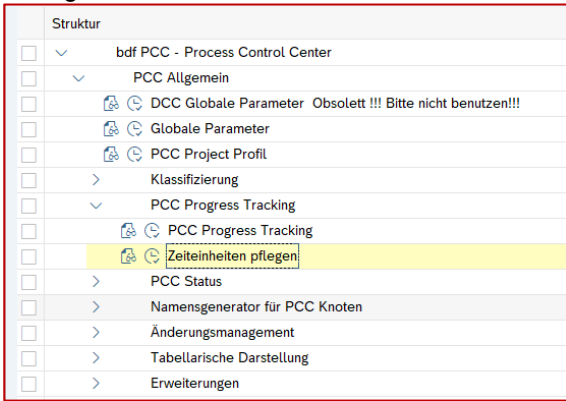 Struktur
bdf PCC - Process Control Center
PCC Allgemein
DCC Globale Parameter Obsolett !!! Bitte nicht benutzen!!!
Globale Parameter
PCC Project Profil
Klassifizierung
PCC Progress Tracking
PCC Progress Tracking
Zeiteinheiten pflegen
PCC Status
Namensgenerator für PCC Knoten
Änderungsmanagement
Tabellarische Darstellung
Erweiterungen